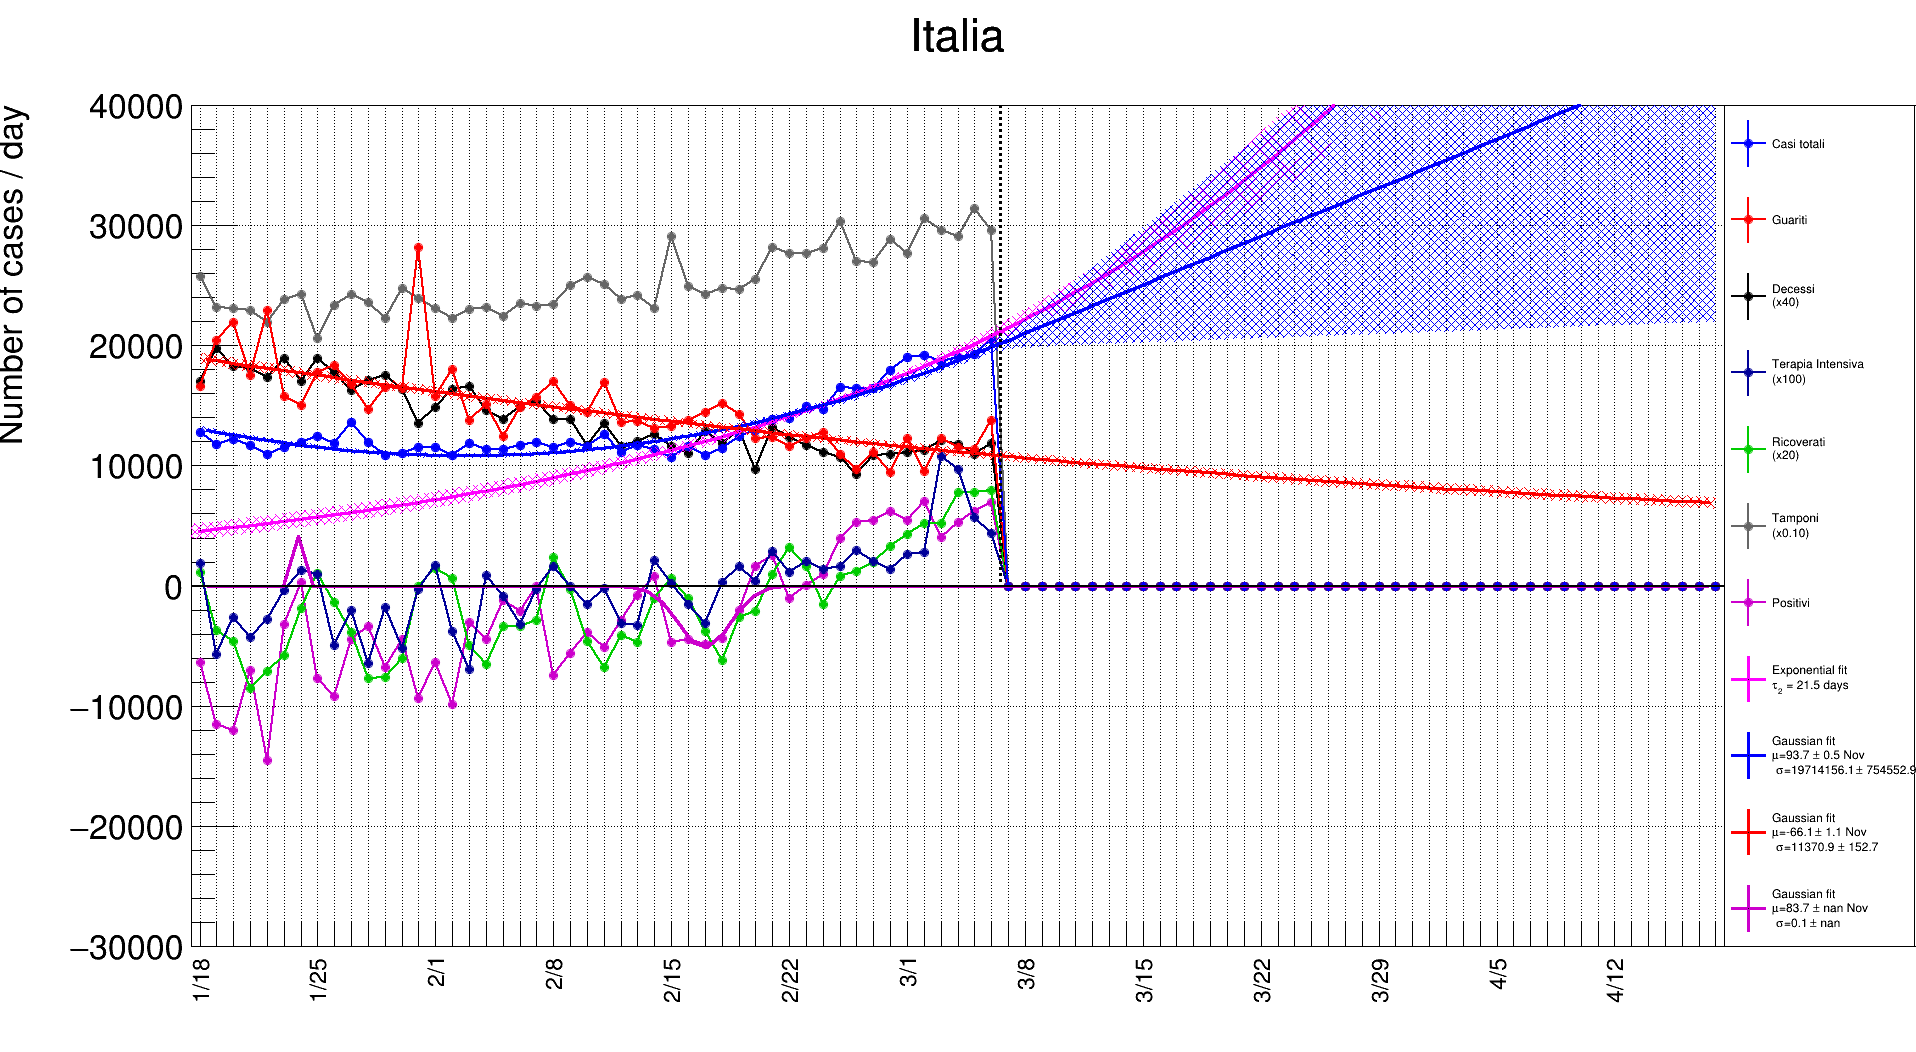 Italia
Number of cases / day
40000
30000
20000
10000
0
−10000
−20000
−30000
1/18
1/25
2/1
2/8
2/15
2/22
3/1
3/8
3/15
3/22
3/29
4/5
4/12
Casi totali
Guariti
Decessi
(x40)
Terapia Intensiva
(x100)
Ricoverati
(x20)
Tamponi
(x0.10)
Positivi
Exponential fit
τ2 = 21.5 days
Gaussian fit
μ=93.7 ± 0.5 Nov
σ=19714156.1 ± 754552.9
Gaussian fit
μ=-66.1 ± 1.1 Nov
σ=11370.9 ± 152.7
Gaussian fit
μ=83.7 ± nan Nov
σ=0.1 ± nan